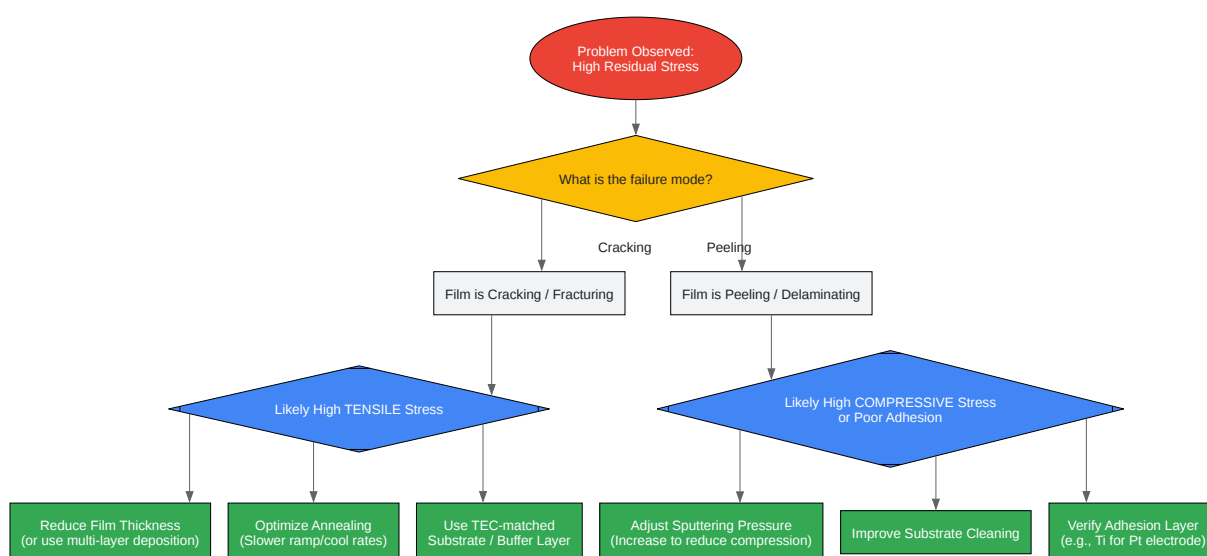 Problem Observed:
High Residual Stress
What is the failure mode?
Cracking
Peeling
Film is Cracking / Fracturing
Film is Peeling / Delaminating
Likely High TENSILE Stress
Likely High COMPRESSIVE Stress
or Poor Adhesion
Reduce Film Thickness
(or use multi-layer deposition)
Optimize Annealing
(Slower ramp/cool rates)
Use TEC-matched
Substrate / Buffer Layer
Adjust Sputtering Pressure
(Increase to reduce compression)
Improve Substrate Cleaning
Verify Adhesion Layer
(e.g., Ti for Pt electrode)